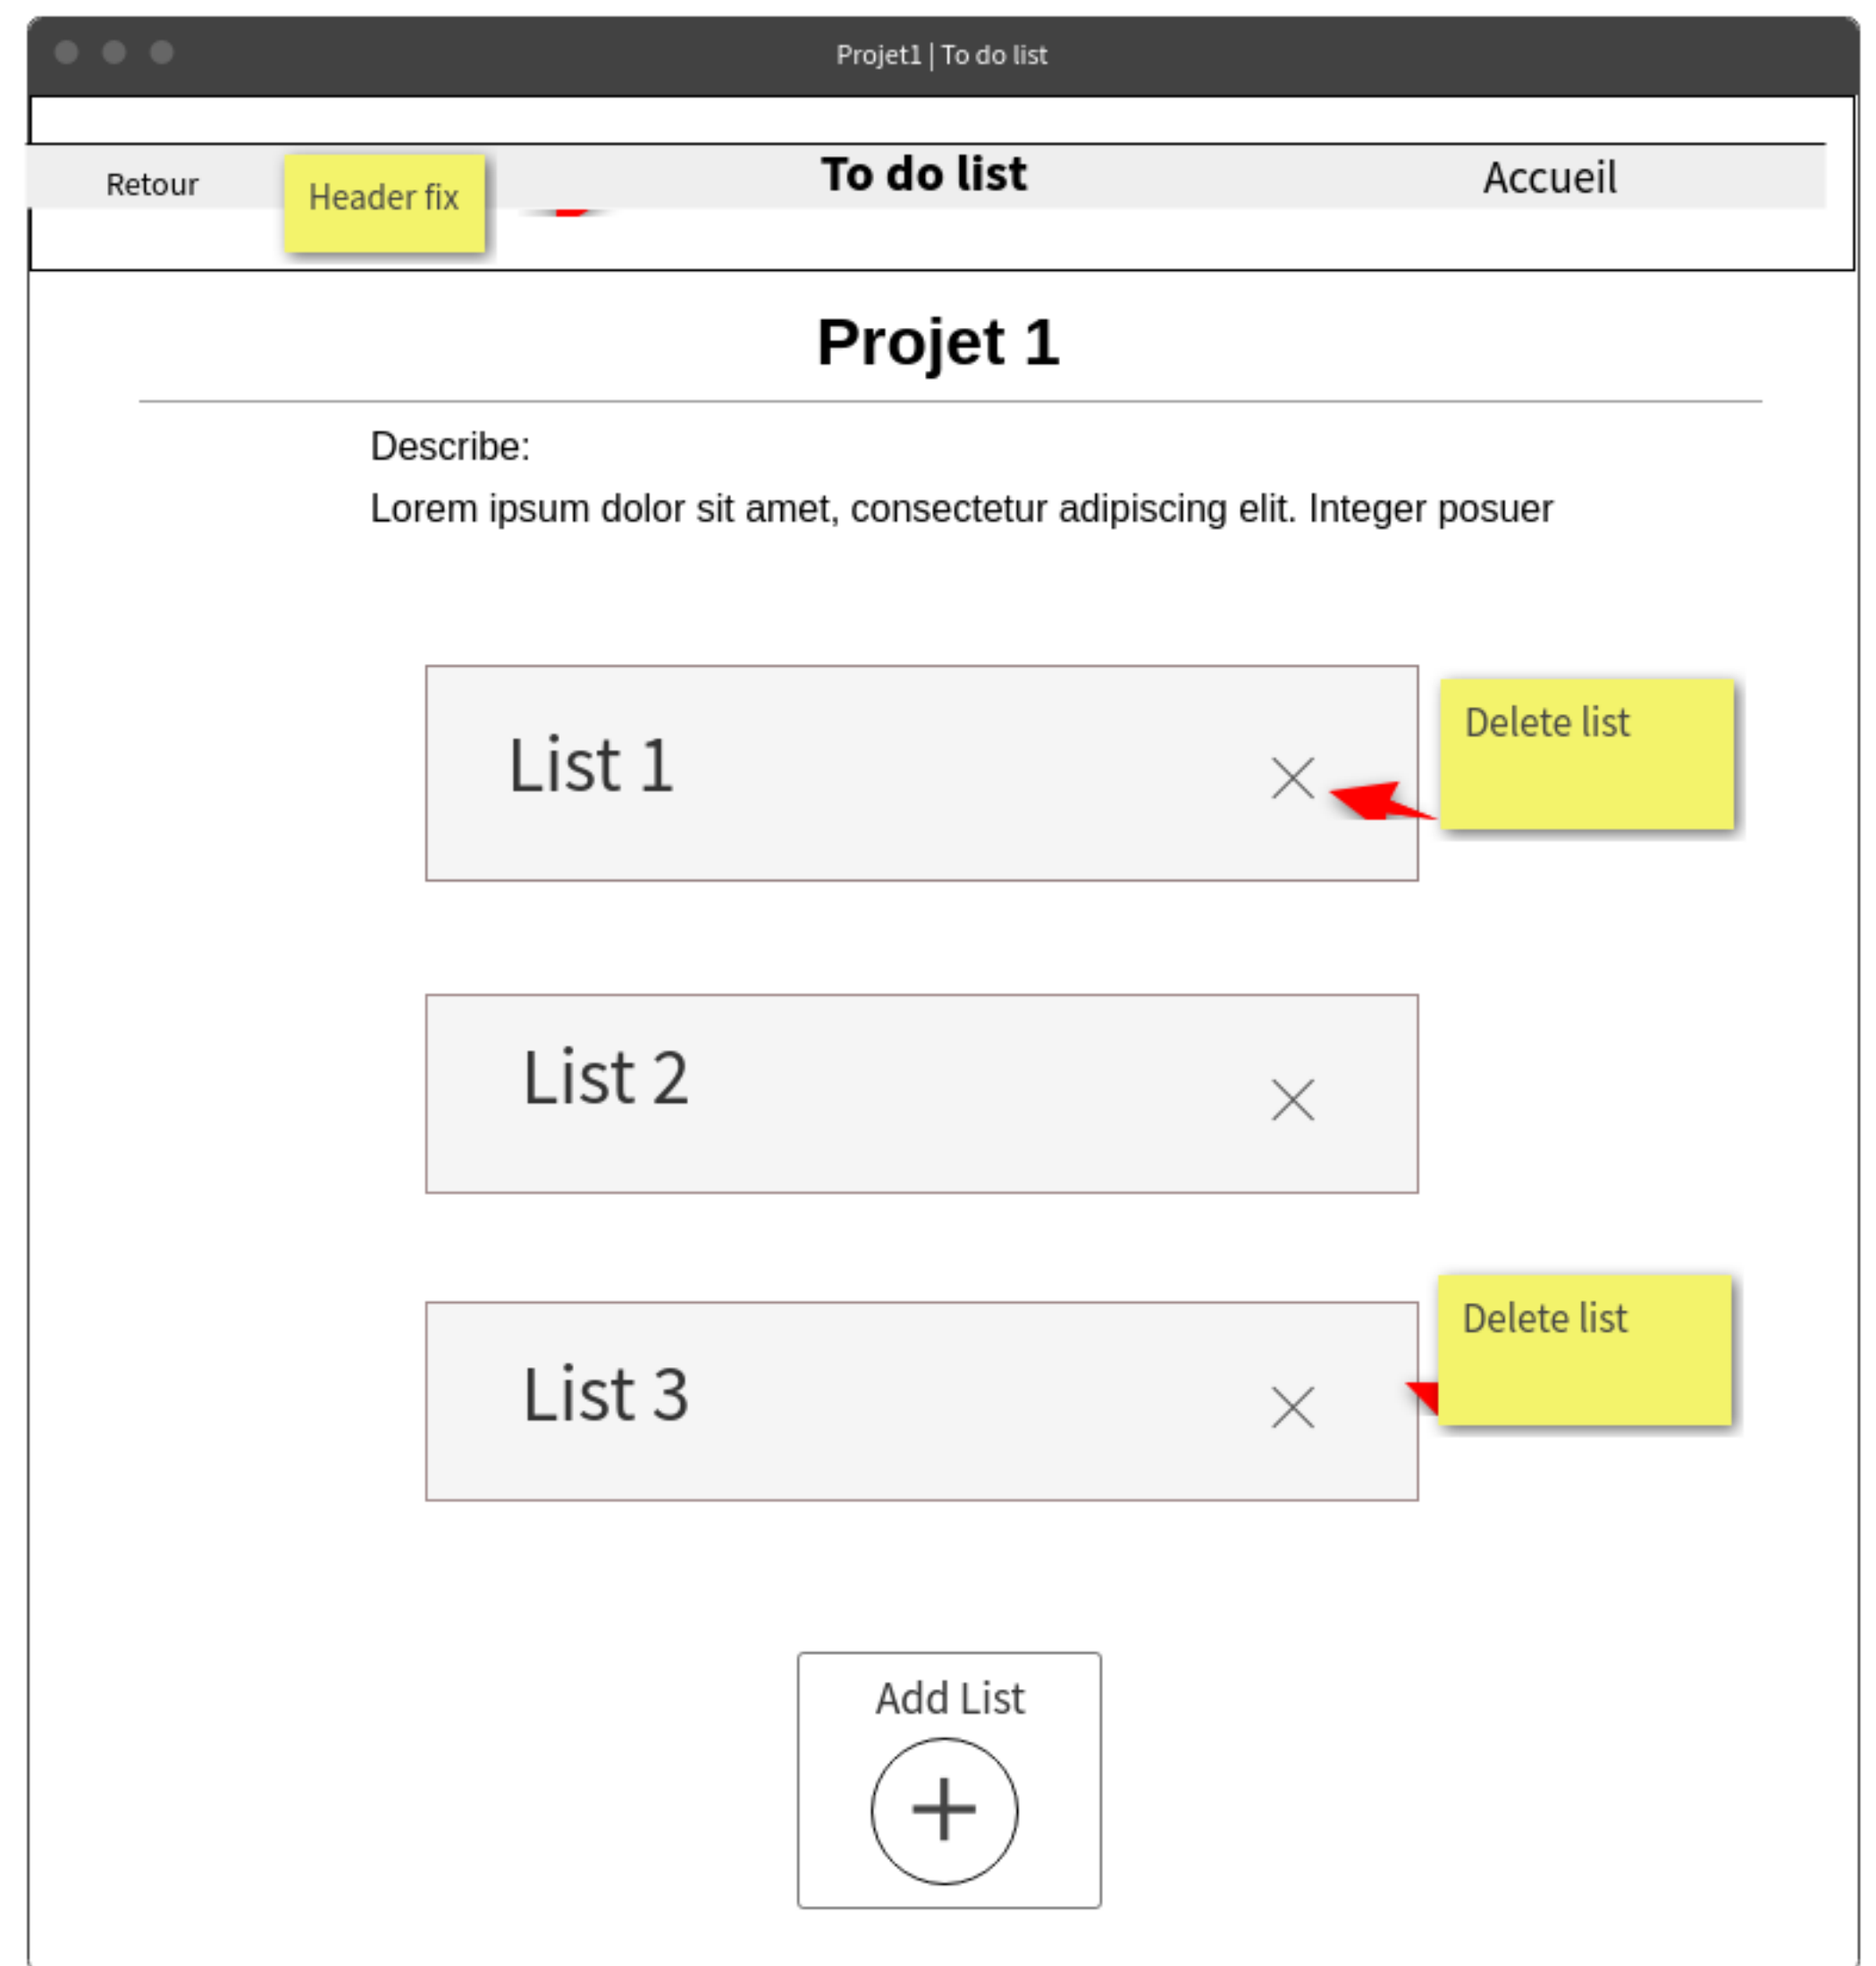 Projet1 | To do list
Retour
Header fix
To do list
Accueil
Projet 1
Describe:
Lorem ipsum dolor sit amet, consectetur adipiscing elit. Integer posuer
List 1
Delete list
List 2
List 3
Delete list
Add List